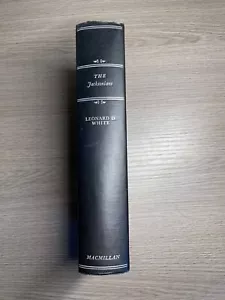 THE
Jacksonians
LEONARD D.
WHITE
MACMILLAN